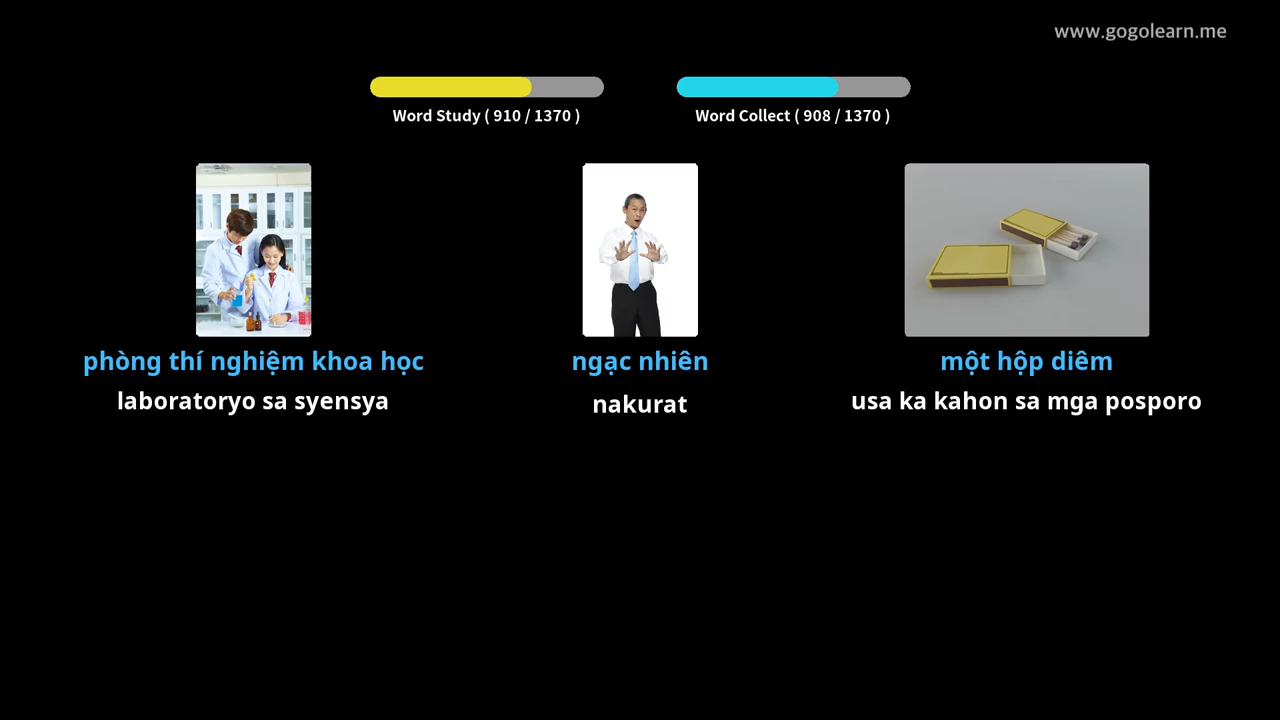 www.gogolearn.me
Word Study ( 910 / 1370 )
Word Collect ( 908 / 1370 )
phòng thí nghiệm khoa học
laboratoryo sa syensya
ngạc nhiên
nakurat
một hộp diêm
usa ka kahon sa mga posporo